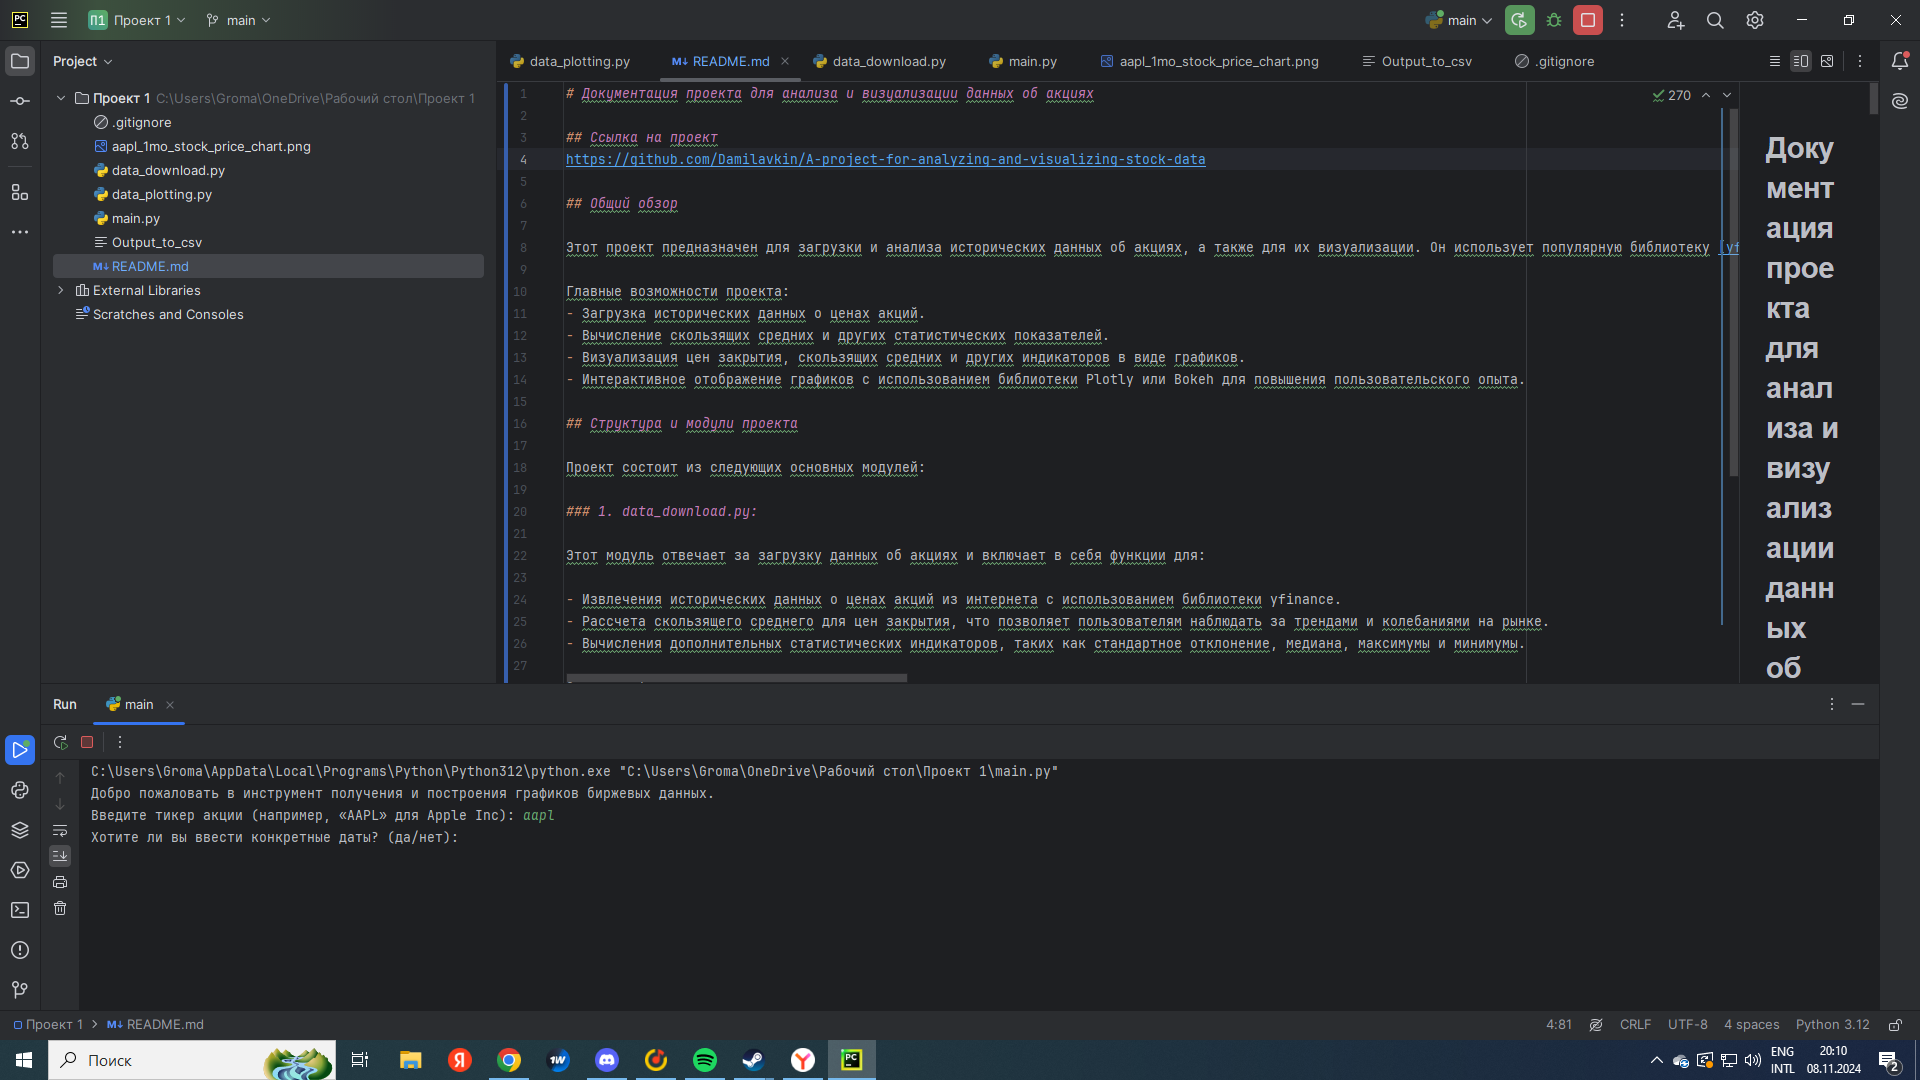 PC
П1 Проект 1
main
main
Project
data_plotting.py
README.md
data_download.py
main.py
aapl_1mo_stock_price_chart.png
Output_to_csv
.gitignore
Проект 1 C:\Users\Groma\OneDrive\Рабочий стол\Проект 1
.gitignore
aapl_1mo_stock_price_chart.png
data_download.py
data_plotting.py
main.py
Output_to_csv
README.md
External Libraries
Scratches and Consoles
270
1 # Документация проекта для анализа и визуализации данных об акциях
2
3 ## Ссылка на проект
4 https://github.com/Damilavkin/A-project-for-analyzing-and-visualizing-stock-data
5
6 ## Общий обзор
7
8 Этот проект предназначен для загрузки и анализа исторических данных об акциях, а также для их визуализации. Он использует популярную библиотеку [yf
9
10 Главные возможности проекта:
11 - Загрузка исторических данных о ценах акций.
12 - Вычисление скользящих средних и других статистических показателей.
13 - Визуализация цен закрытия, скользящих средних и других индикаторов в виде графиков.
14 - Интерактивное отображение графиков с использованием библиотеки Plotly или Bokeh для повышения пользовательского опыта.
15
16 ## Структура и модули проекта
17
18 Проект состоит из следующих основных модулей:
19
20 ### 1. data_download.py:
21
22 Этот модуль отвечает за загрузку данных об акциях и включает в себя функции для:
23
24 - Извлечения исторических данных о ценах акций из интернета с использованием библиотеки yfinance.
25 - Рассчета скользящего среднего для цен закрытия, что позволяет пользователям наблюдать за трендами и колебаниями на рынке.
26 - Вычисления дополнительных статистических индикаторов, таких как стандартное отклонение, медиана, максимумы и минимумы.
27
Доку
мент
ация
прое
кта
для
анал
иза и
визу
ализ
ации
данн
ых
об
Run
main
C:\Users\Groma\AppData\Local\Programs\Python\Python312\python.exe "C:\Users\Groma\OneDrive\Рабочий стол\Проект 1\main.py"
Добро пожаловать в инструмент получения и построения графиков биржевых данных.
Введите тикер акции (например, «AAPL» для Apple Inc): aapl
Хотите ли вы ввести конкретные даты? (да/нет):
Проект 1 > README.md
4:81
CRLF
UTF-8
4 spaces
Python 3.12
Поиск
ENG
INTL
20:10
08.11.2024
2